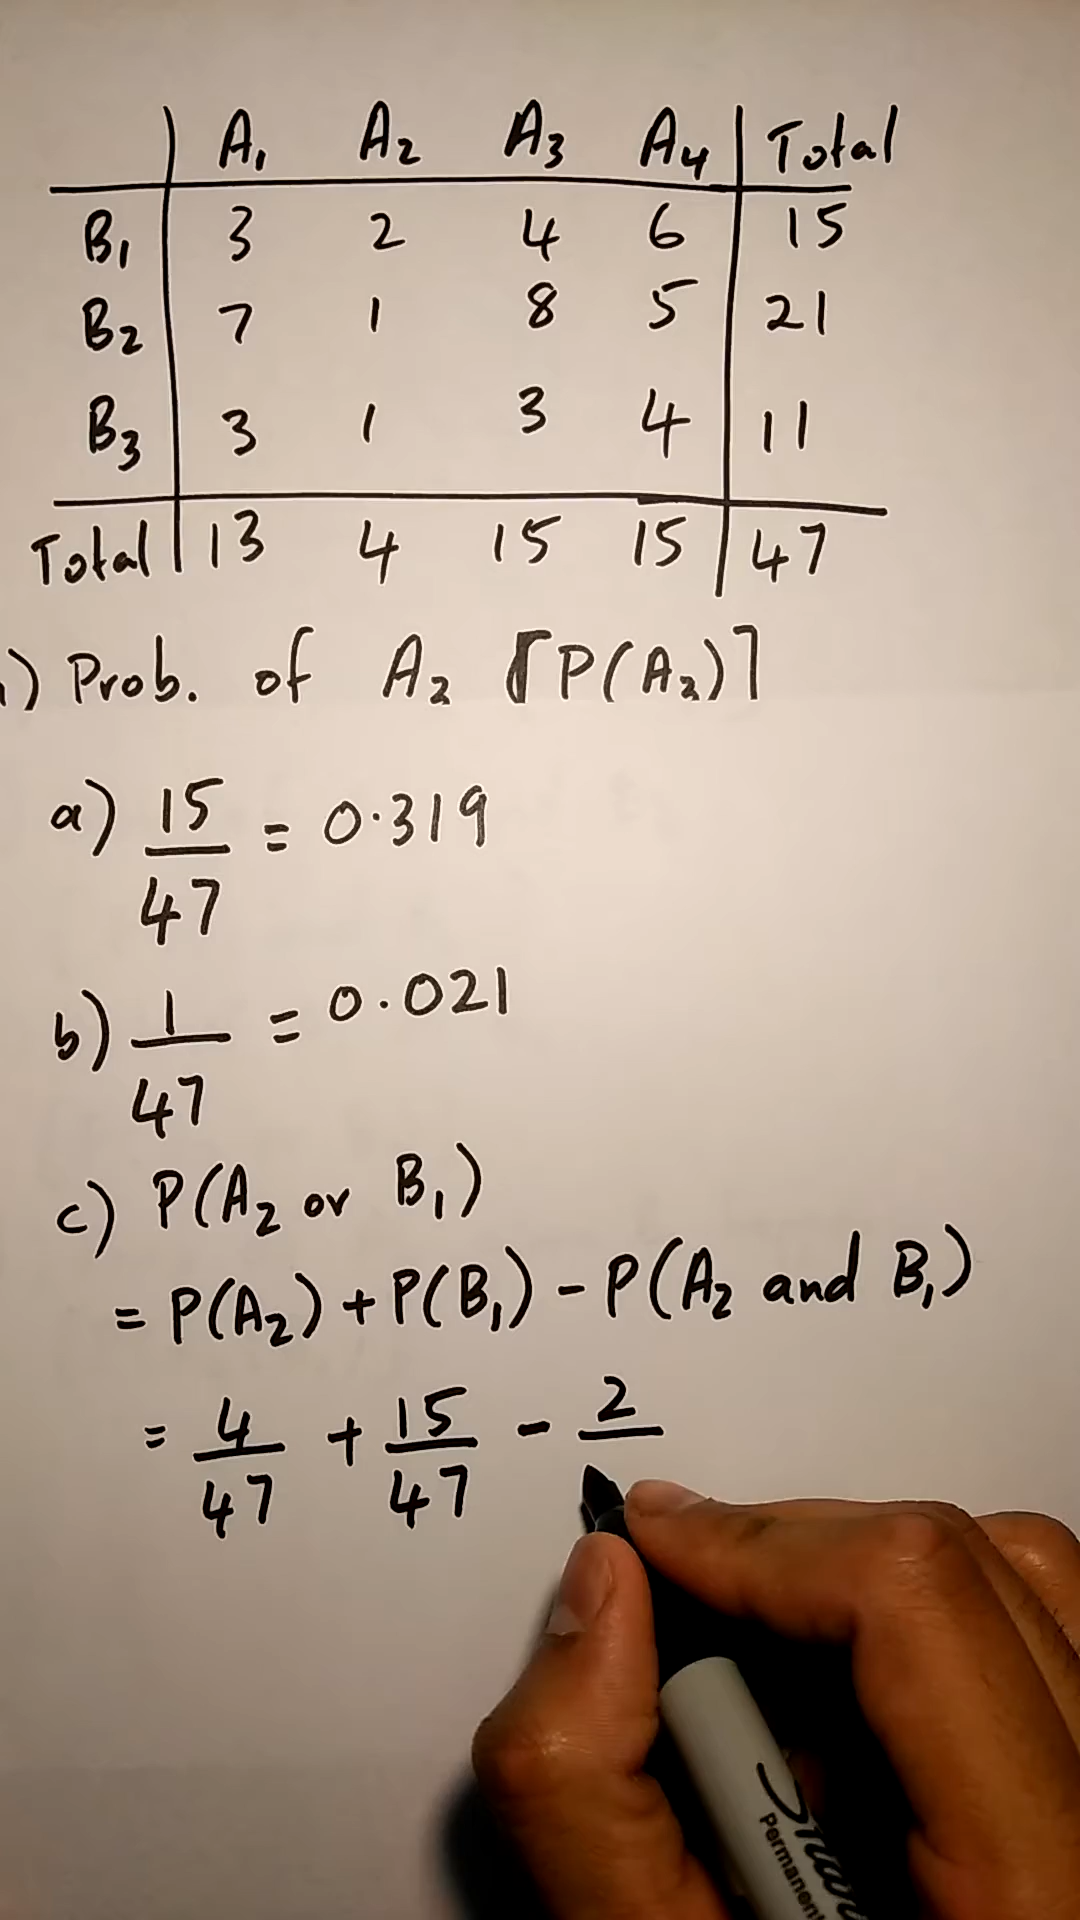 A₁ A₂ A₃ A₄ Total
B₁ 3 2 4 6 15
B₂ 7 1 8 5 21
B₃ 3 1 3 4 11
Total 13 4 15 15 47
) Prob. of A₂ [P(A₂)]
a) 15/47 = 0.319
b) 1/47 = 0.021
c) P(A₂ or B₁)
= P(A₂) + P(B₁) - P(A₂ and B₁)
= 4/47 + 15/47 - 2/
Permanent